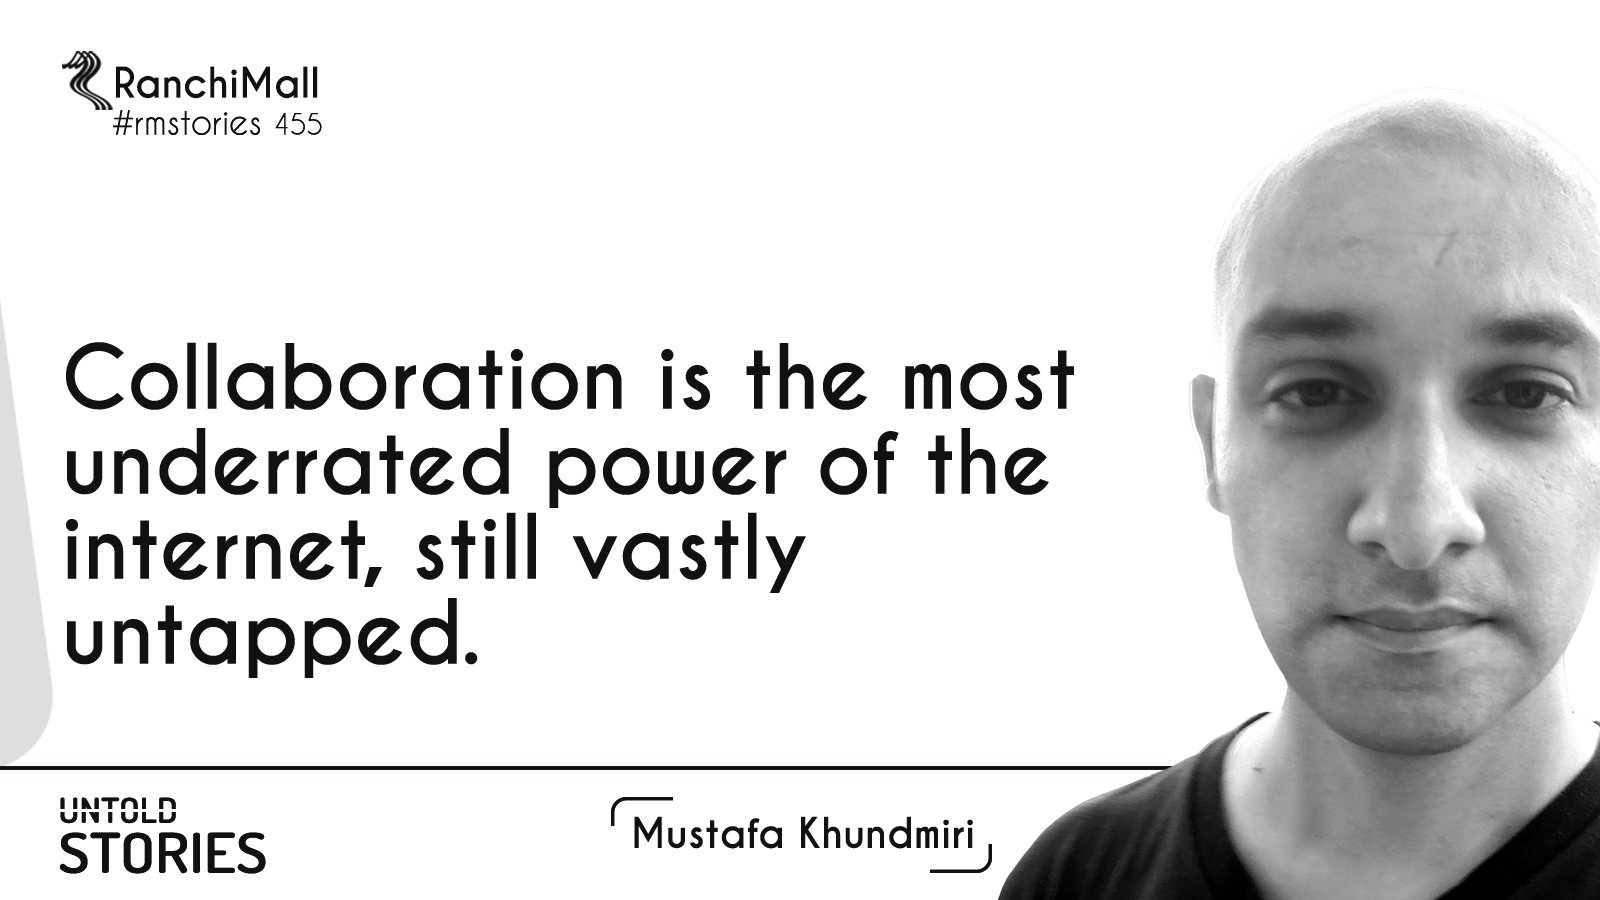 RanchiMall
#rmstories 455
Collaboration is the most
underrated power of the
internet, still vastly
untapped.
UNTOLD
STORIES
Mustafa Khundmiri